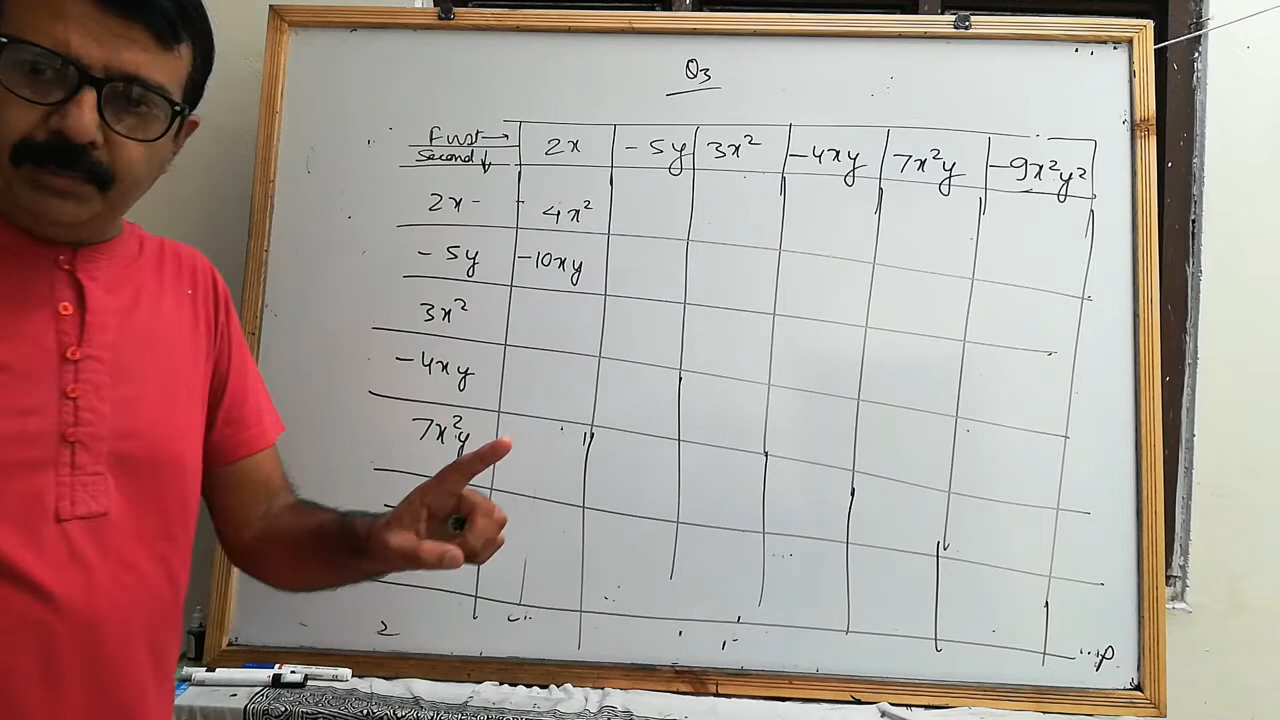 Q3
First → 2x -5y 3x² -4xy 7x²y -9x²y²
Second ↓
2x 4x²
-5y -10xy
3x²
-4xy
7x²y